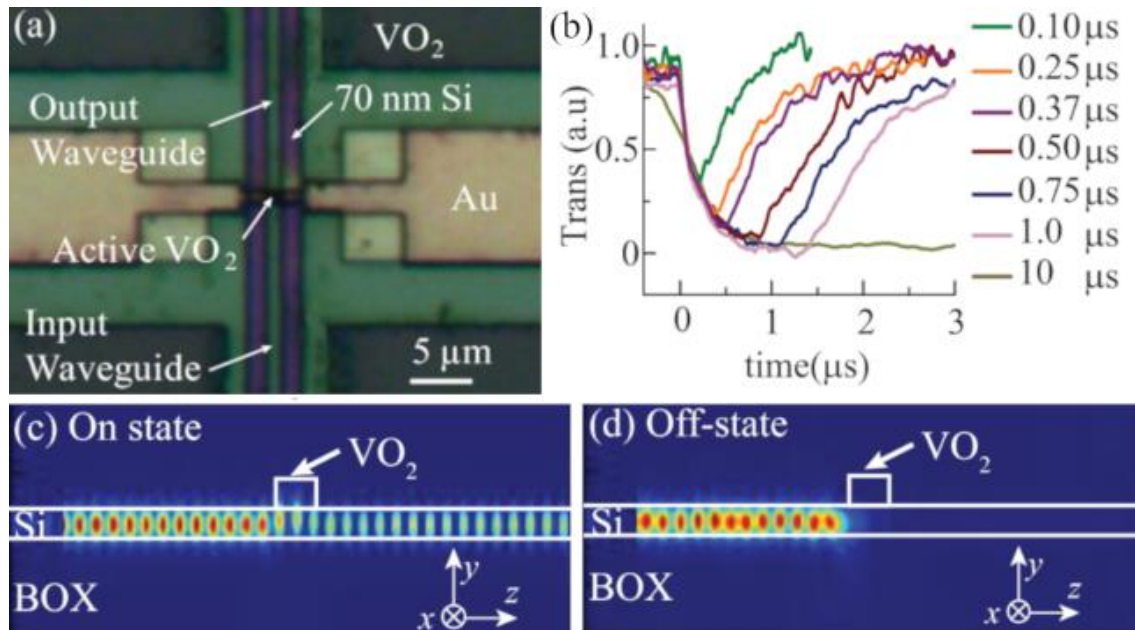 (a)
VO₂
Output
Waveguide
70 nm Si
Au
Active VO₂
Input
Waveguide
5 µm
(b)
1.0
0.5
0
Trans (a.u)
0 1 2 3
time(µs)
0.10 µs
0.25 µs
0.37 µs
0.50 µs
0.75 µs
1.0 µs
10 µs
(c) On state
VO₂
Si
BOX
y
x
z
(d) Off-state
VO₂
Si
BOX
y
x
z